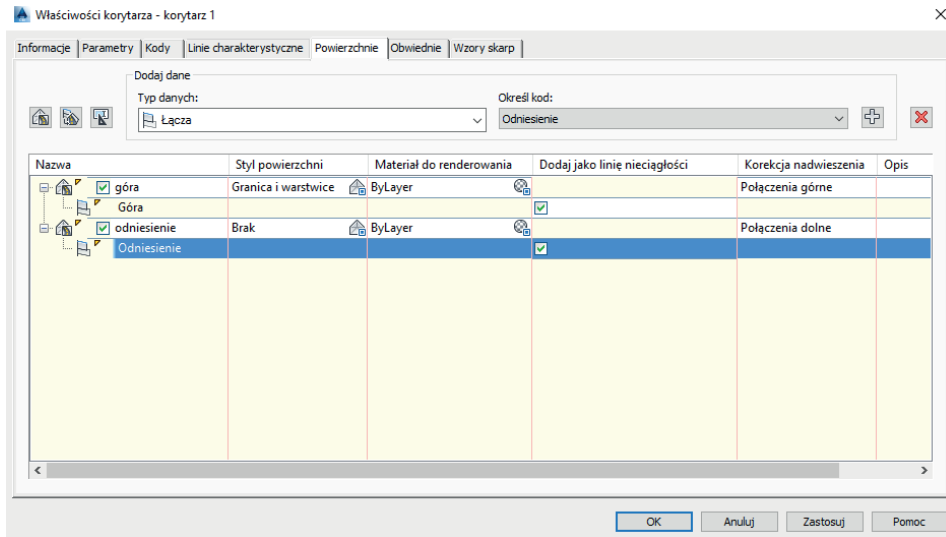 Właściwości korytarza - korytarz 1
Informacje Parametry Kody Linie charakterystyczne Powierzchnie Obwiednie Wzory skarp
Dodaj dane
Typ danych: Określ kod:
Łącza Odniesienie
Nazwa Styl powierzchni Materiał do renderowania Dodaj jako linię nieciągłości Korekcja nadwieszenia Opis
góra Granica i warstwice ByLayer Połączenia górne
Góra
odniesienie Brak ByLayer Połączenia dolne
Odniesienie
OK Anuluj Zastosuj Pomoc